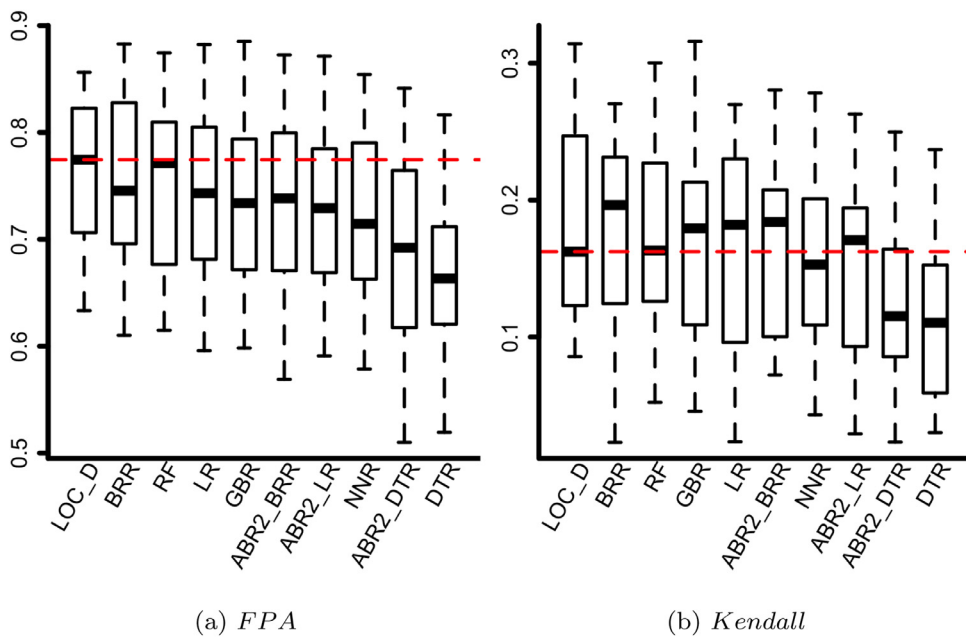 0.9
0.8
0.7
0.6
0.5
LOC_D
BRR
RF
LR
GBR
ABR2_BRR
ABR2_LR
NNR
ABR2_DTR
DTR
(a) FPA
0.3
0.2
0.1
LOC_D
BRR
RF
GBR
LR
ABR2_BRR
NNR
ABR2_LR
ABR2_DTR
DTR
(b) Kendall